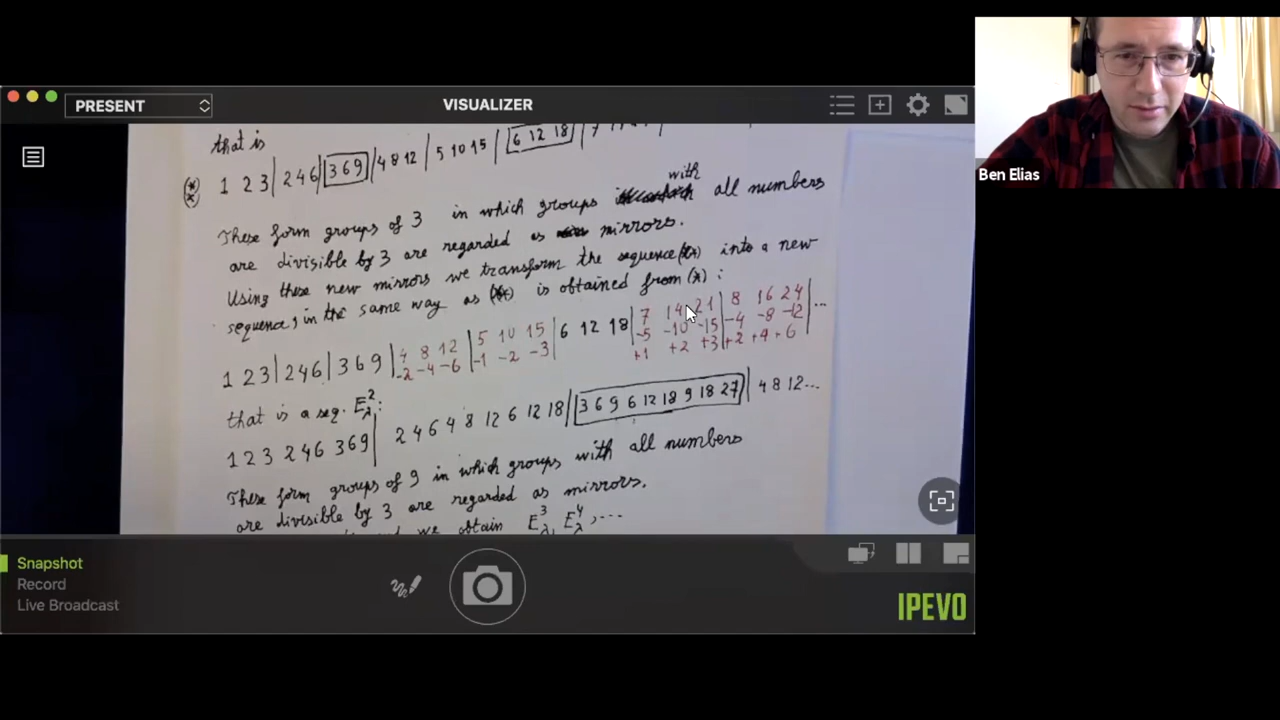 PRESENT
VISUALIZER
Ben Elias
that is
1 2 3 | 2 4 6 | 3 6 9 | 4 8 12 | 5 10 15 | 6 12 18 | 7
These form groups of 3 in which groups with all numbers
are divisible by 3 are regarded as mirrors.
Using these new mirrors we transform the sequence (**) into a new
sequence, in the same way as (**) is obtained from (*) :
7 14 21 | 8 16 24 | ...
1 2 3 | 2 4 6 | 3 6 9 | 4 8 12 | 5 10 15 | 6 12 18 | -5 -10 -15 | -4 -8 -12
-2 -4 -6 | -1 -2 -3 | +1 +2 +3 | +2 +4 +6
that is a seq. E²λ:
1 2 3 2 4 6 3 6 9 | 2 4 6 4 8 12 6 12 18 | 3 6 9 6 12 18 9 18 27 | 4 8 12...
These form groups of 9 in which groups with all numbers
are divisible by 3 are regarded as mirrors.
we obtain E³λ, E⁴λ, ...
Snapshot
Record
Live Broadcast
IPEVO